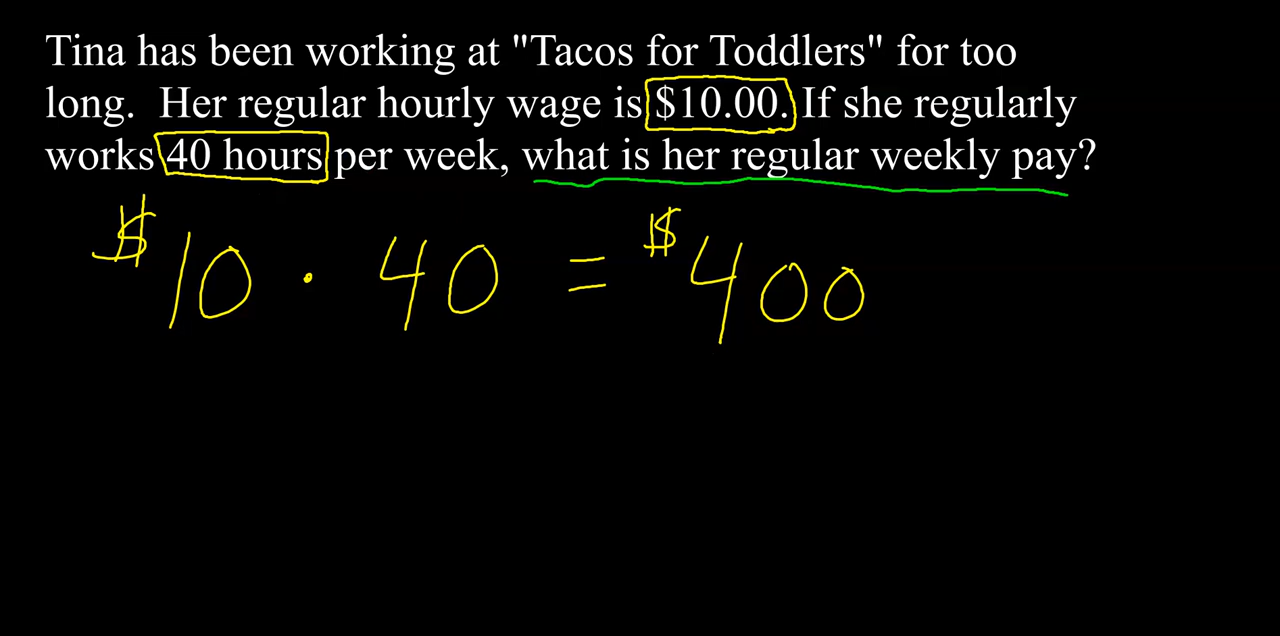 Tina has been working at "Tacos for Toddlers" for too
long. Her regular hourly wage is $10.00. If she regularly
works 40 hours per week, what is her regular weekly pay?
$10 · 40 = $400